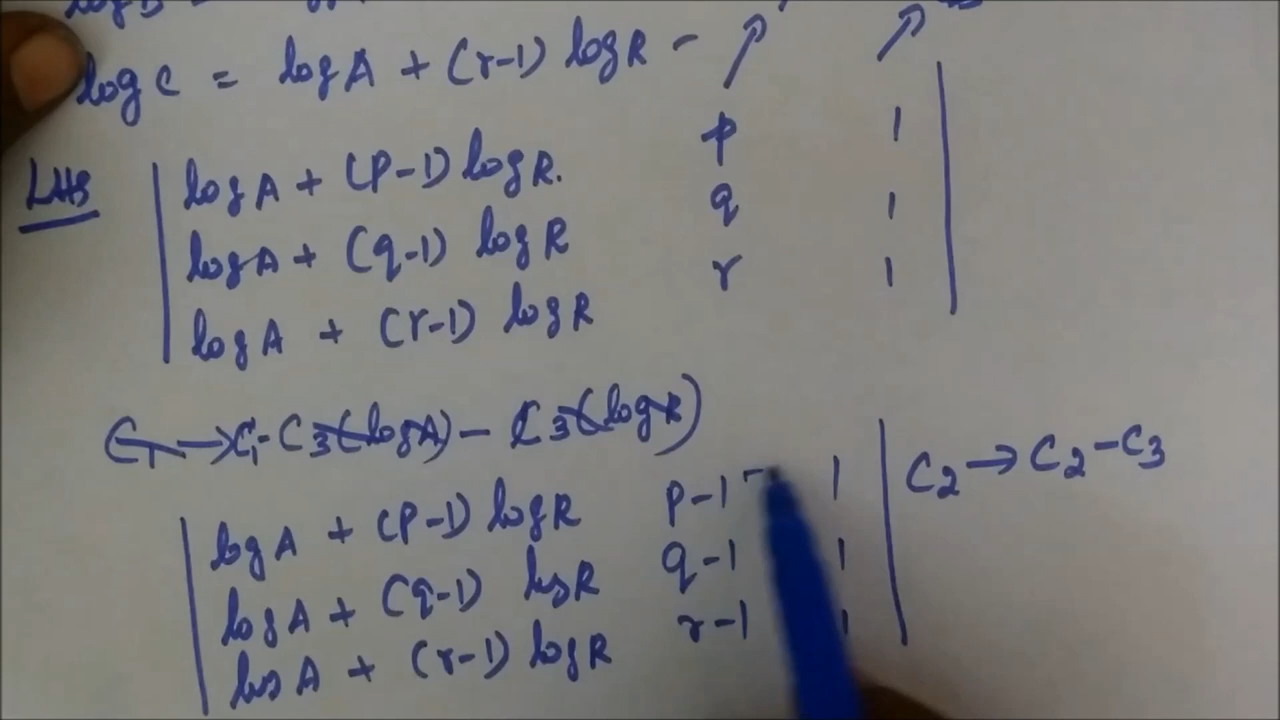 log C = log A + (r-1) log R -
LHS | log A + (P-1) log R. p 1 |
| log A + (q-1) log R q 1 |
| log A + (r-1) log R r 1 |
C₁ → C₁ - C₃(log A) - C₃(log R)
| log A + (P-1) log R p-1 1 | C₂ → C₂ - C₃
| log A + (q-1) log R q-1 1 |
| log A + (r-1) log R r-1 1 |